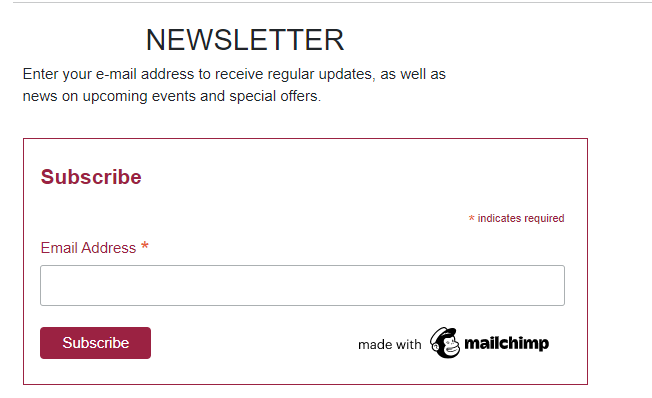 NEWSLETTER
Enter your e-mail address to receive regular updates, as well as
news on upcoming events and special offers.
Subscribe
* indicates required
Email Address *
Subscribe
made with mailchimp